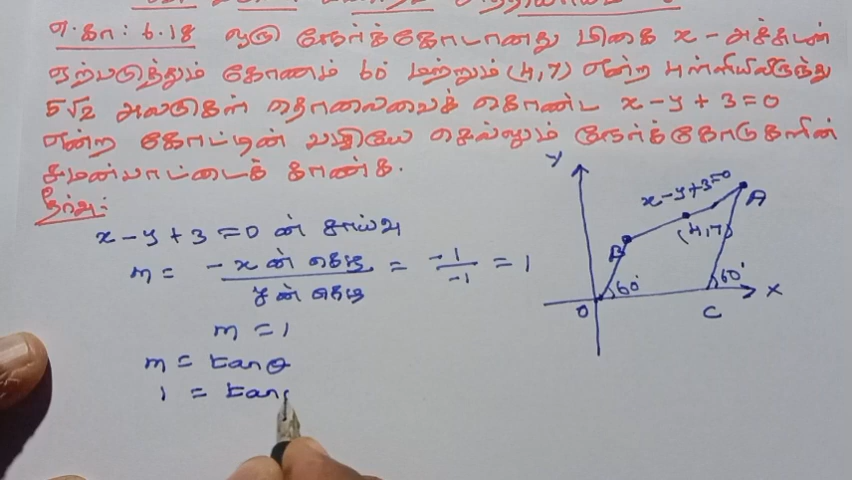 எ.கா: 6.18 ஒரு நேர்க்கோடானது மிகை x - அச்சுடன்
ஏற்படுத்தும் கோணம் 60° மற்றும் (4,7) என்ற புள்ளியிலிருந்து
5√2 அலகுகள் தொலைவைக் கொண்ட x-y+3=0
என்ற கோட்டின் வழியே செல்லும் நேர்க்கோடுகளின்
சமன்பாட்டைக் காண்க.
தீர்வு:
x-y+3=0 ன் சாய்வு
m = -x ன் கெழு / y ன் கெழு = -1/-1 = 1
m = 1
m = tanθ
1 = tan
Y
x-y+3=0
A
B
(4,7)
60°
60°
O
C
X